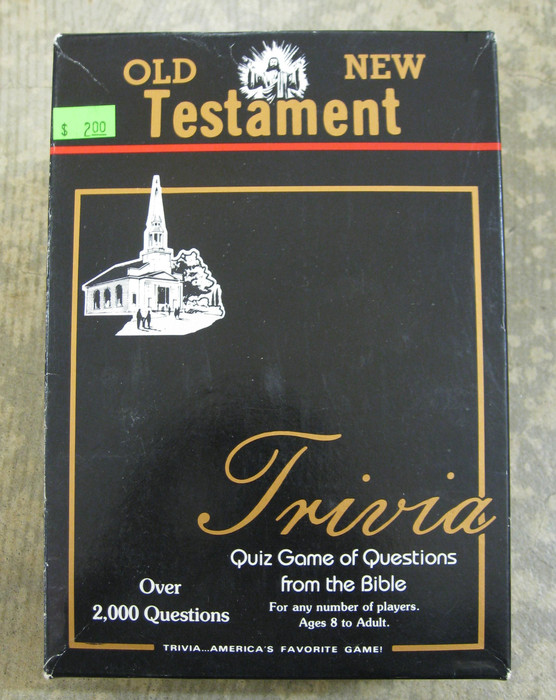 OLD NEW
Testament
$ 2.00
Trivia
Quiz Game of Questions
from the Bible
Over
2,000 Questions
For any number of players.
Ages 8 to Adult.
TRIVIA...AMERICA'S FAVORITE GAME!